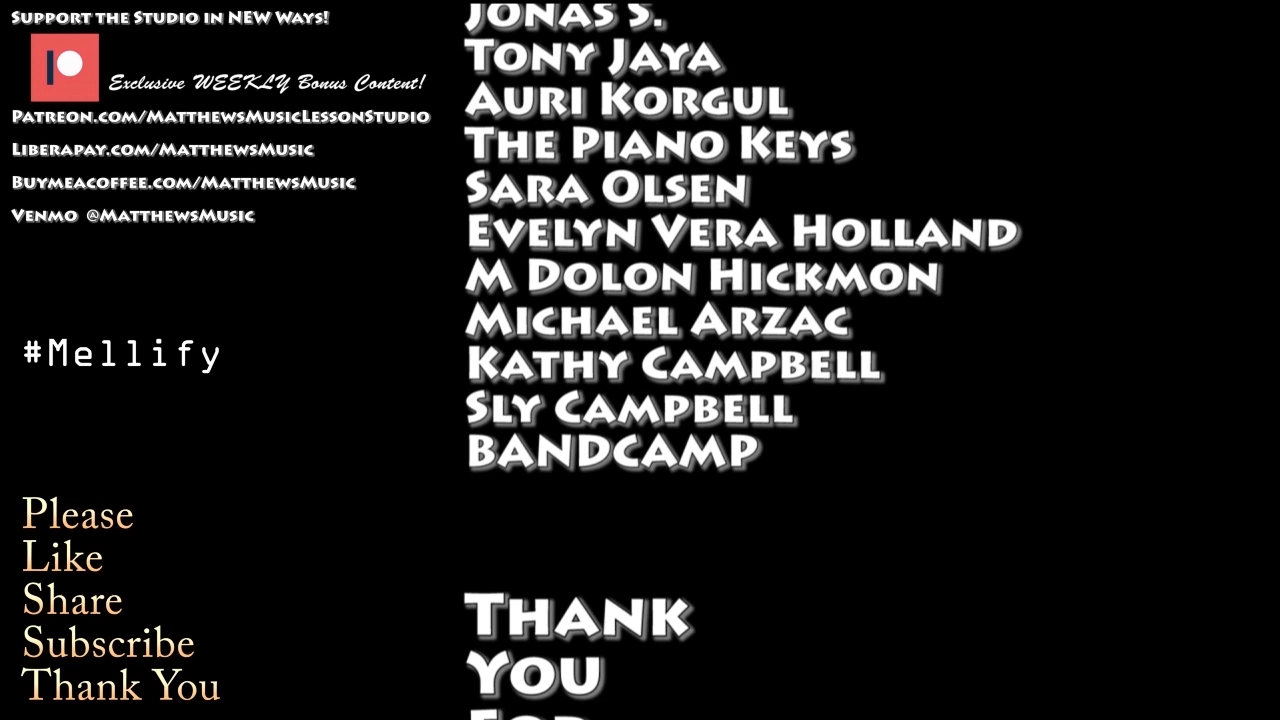 Support the Studio in NEW Ways!
Exclusive WEEKLY Bonus Content!
Patreon.com/MatthewsMusicLessonStudio
Liberapay.com/MatthewsMusic
Buymeacoffee.com/MatthewsMusic
Venmo @MatthewsMusic
#Mellify
Please
Like
Share
Subscribe
Thank You
Jonas S.
Tony Jaya
Auri Korgul
The Piano Keys
Sara Olsen
Evelyn Vera Holland
M Dolon Hickmon
Michael Arzac
Kathy Campbell
Sly Campbell
BANDCAMP
Thank
You
For